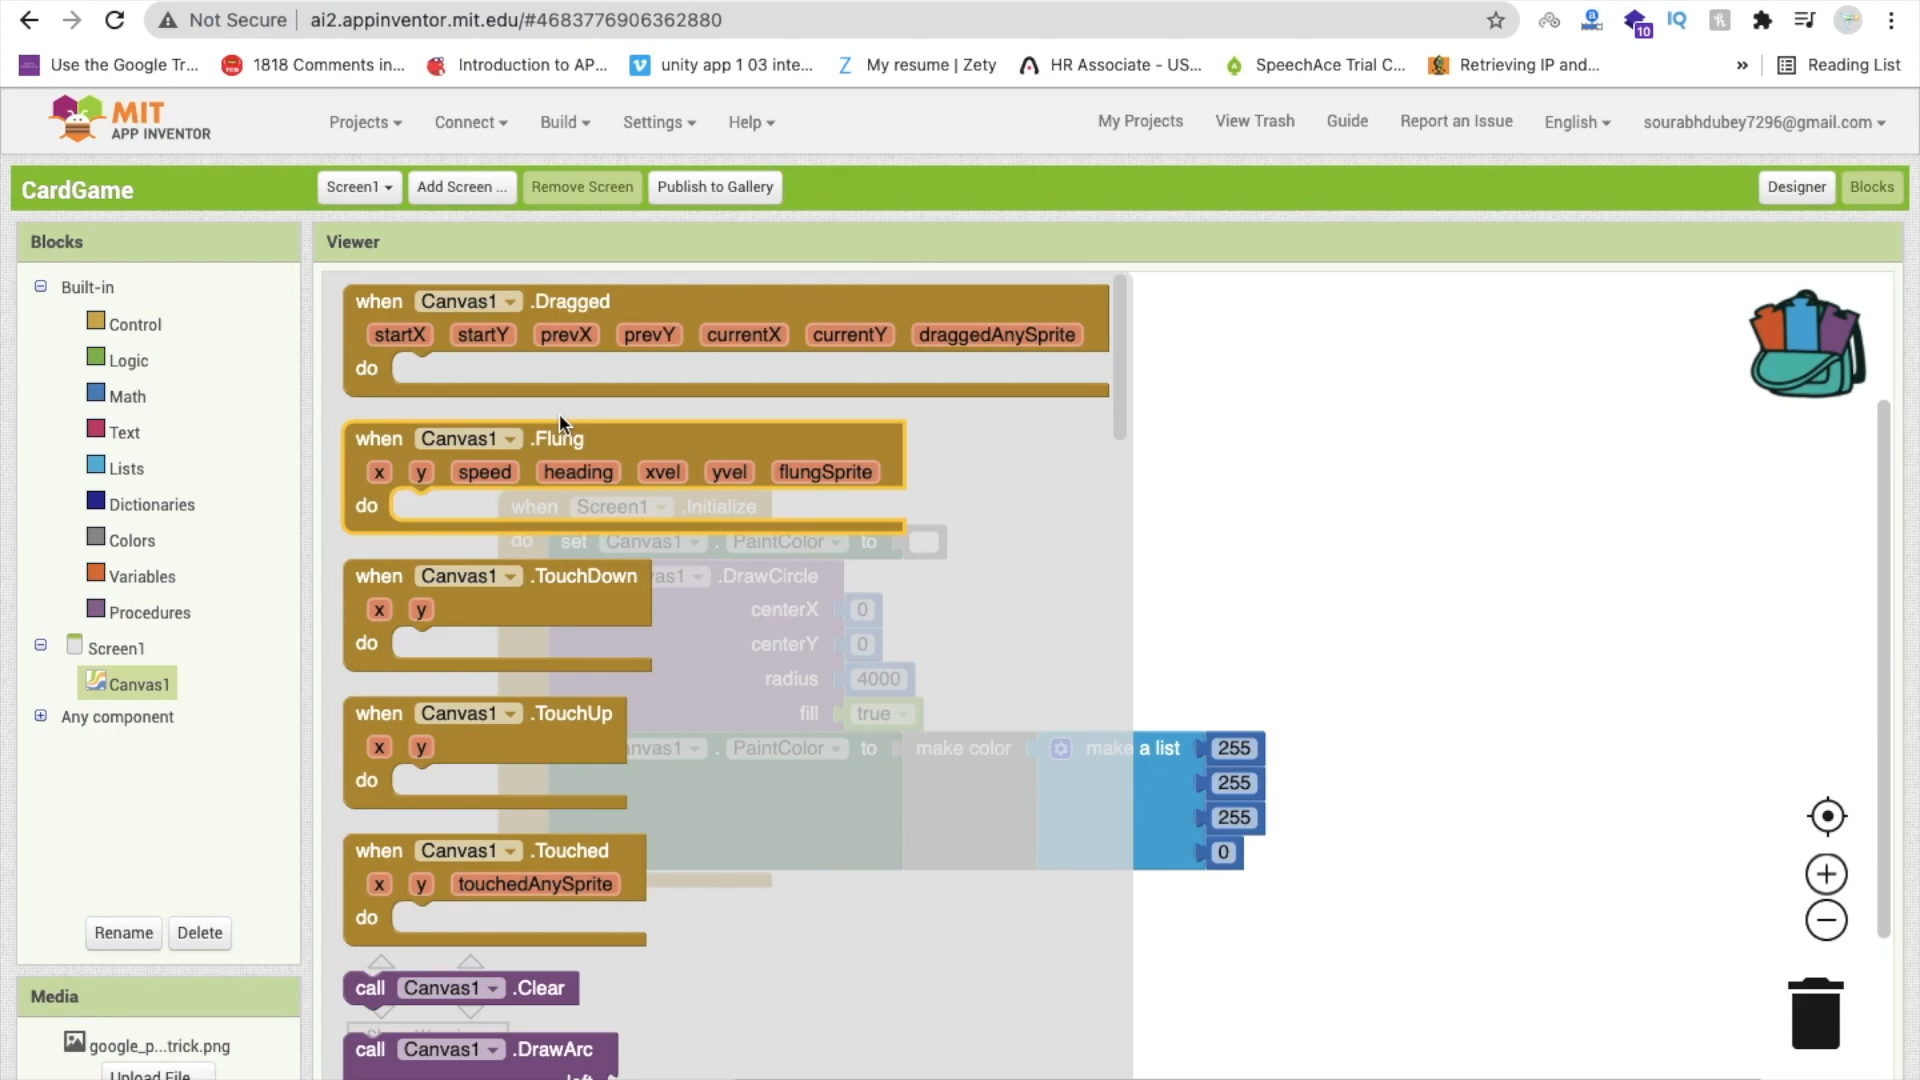 Not Secure ai2.appinventor.mit.edu/#4683776906362880
10 IQ
Use the Google Tr... 1818 Comments in... Introduction to AP... unity app 1 03 inte... My resume | Zety HR Associate - US... SpeechAce Trial C... Retrieving IP and... » Reading List
MIT
APP INVENTOR
Projects Connect Build Settings Help My Projects View Trash Guide Report an Issue English sourabhdubey7296@gmail.com
CardGame Screen1 Add Screen ... Remove Screen Publish to Gallery Designer Blocks
Blocks
Built-in
Control
Logic
Math
Text
Lists
Dictionaries
Colors
Variables
Procedures
Screen1
Canvas1
Any component
Rename Delete
Media
google_p...trick.png
Upload File
Viewer
when Canvas1 .Dragged
startX startY prevX prevY currentX currentY draggedAnySprite
do
when Canvas1 .Flung
x y speed heading xvel yvel flungSprite
do
when Screen1 .Initialize
do set Canvas1 . PaintColor to
when Canvas1 .TouchDown
x y
do
vas1 .DrawCircle
centerX 0
centerY 0
radius 4000
fill true
when Canvas1 .TouchUp
x y
do
anvas1 . PaintColor to make color make a list 255
255
255
0
when Canvas1 .Touched
x y touchedAnySprite
do
call Canvas1 .Clear
call Canvas1 .DrawArc
left